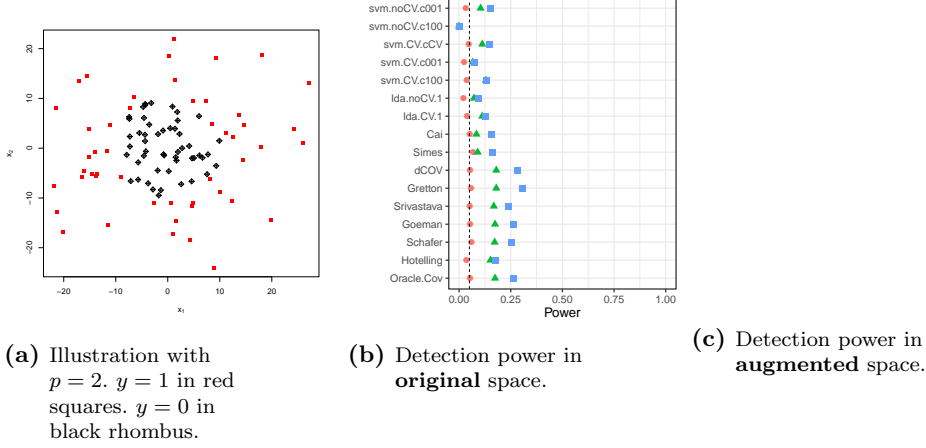 20
10
0
−10
−20
x₂
−20
−10
0
10
20
x₁
svm.noCV.c001
svm.noCV.c100
svm.CV.cCV
svm.CV.c001
svm.CV.c100
lda.noCV.1
lda.CV.1
Cai
Simes
dCOV
Gretton
Srivastava
Goeman
Schafer
Hotelling
Oracle.Cov
0.00
0.25
0.50
0.75
1.00
Power
(a) Illustration with
p = 2. y = 1 in red
squares. y = 0 in
black rhombus.
(b) Detection power in
original space.
(c) Detection power in
augmented space.